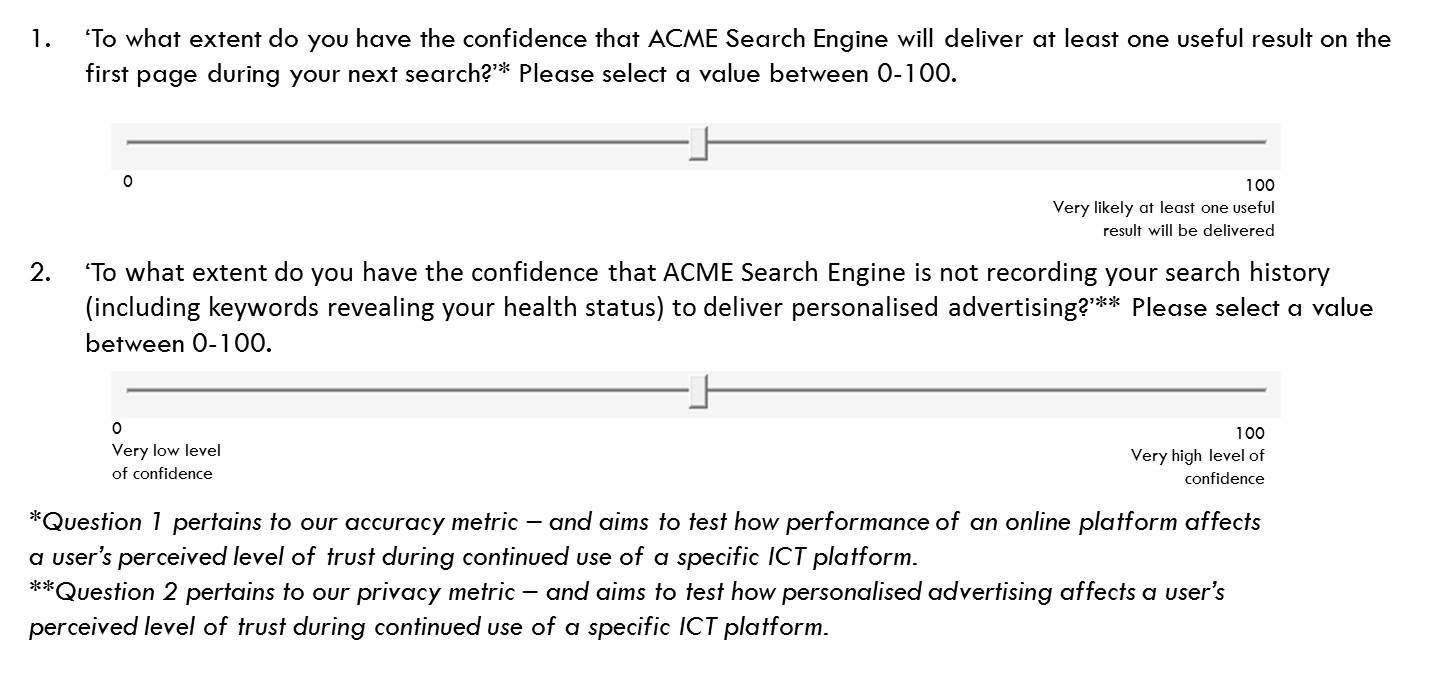 1. ‘To what extent do you have the confidence that ACME Search Engine will deliver at least one useful result on the
first page during your next search?’* Please select a value between 0-100.
0
100
Very likely at least one useful
result will be delivered
2. ‘To what extent do you have the confidence that ACME Search Engine is not recording your search history
(including keywords revealing your health status) to deliver personalised advertising?’** Please select a value
between 0-100.
0
Very low level
of confidence
100
Very high level of
confidence
*Question 1 pertains to our accuracy metric – and aims to test how performance of an online platform affects
a user’s perceived level of trust during continued use of a specific ICT platform.
**Question 2 pertains to our privacy metric – and aims to test how personalised advertising affects a user’s
perceived level of trust during continued use of a specific ICT platform.